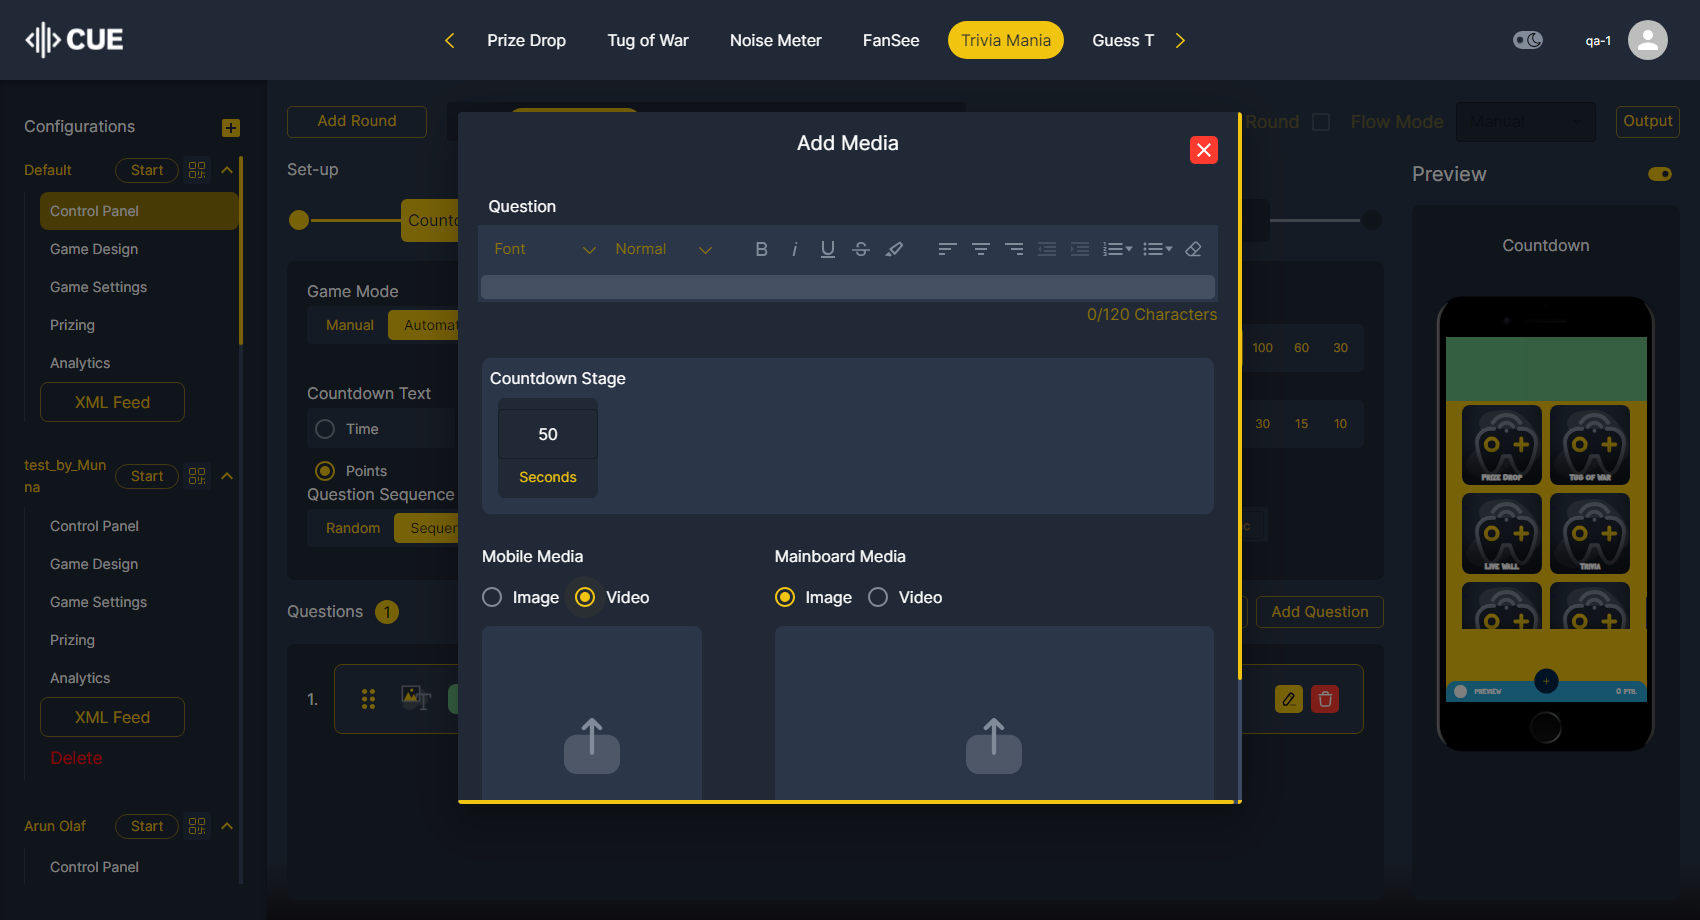 CUE
Prize Drop
Tug of War
Noise Meter
FanSee
Trivia Mania
Guess T
qa-1
Configurations
Default
Start
Control Panel
Game Design
Game Settings
Prizing
Analytics
XML Feed
test_by_Mun
na
Start
Control Panel
Game Design
Game Settings
Prizing
Analytics
XML Feed
Delete
Arun Olaf
Start
Control Panel
Add Round
Round
Flow Mode
Manual
Output
Set-up
Countd
Game Mode
Manual
Automat
Countdown Text
Time
Points
Question Sequence
Random
Sequen
100 60 30
30 15 10
Questions 1
Add Question
1.
Add Media
Question
Font
Normal
B i U S
0/120 Characters
Countdown Stage
50
Seconds
Mobile Media
Image
Video
Mainboard Media
Image
Video
Preview
Countdown
PRIZE DROP
TUG OF WAR
LIVE WALL
TRIVIA
PREVIEW
0 PTS.